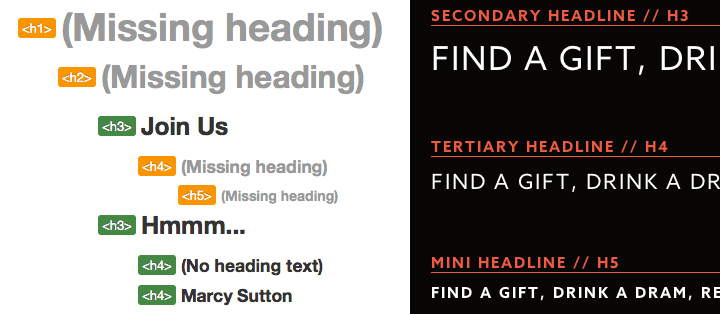 <h1> (Missing heading)
<h2> (Missing heading)
<h3> Join Us
<h4> (Missing heading)
<h5> (Missing heading)
<h3> Hmmm...
<h4> (No heading text)
<h4> Marcy Sutton
SECONDARY HEADLINE // H3
FIND A GIFT, DRI
TERTIARY HEADLINE // H4
FIND A GIFT, DRINK A DR
MINI HEADLINE // H5
FIND A GIFT, DRINK A DRAM, RE